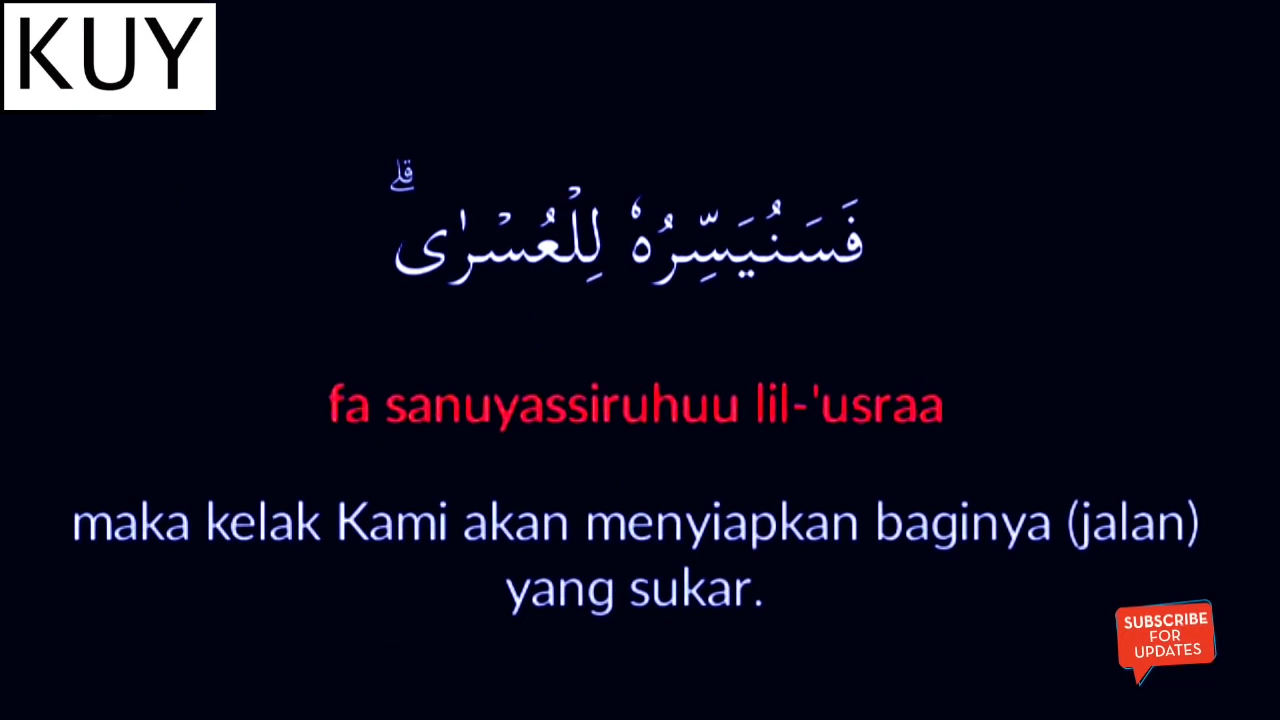 KUY
فَسَنُيَسِّرُهٗ لِلْعُسْرٰىۗ
fa sanuyassiruhuu lil-'usraa
maka kelak Kami akan menyiapkan baginya (jalan)
yang sukar.
SUBSCRIBE
FOR
UPDATES